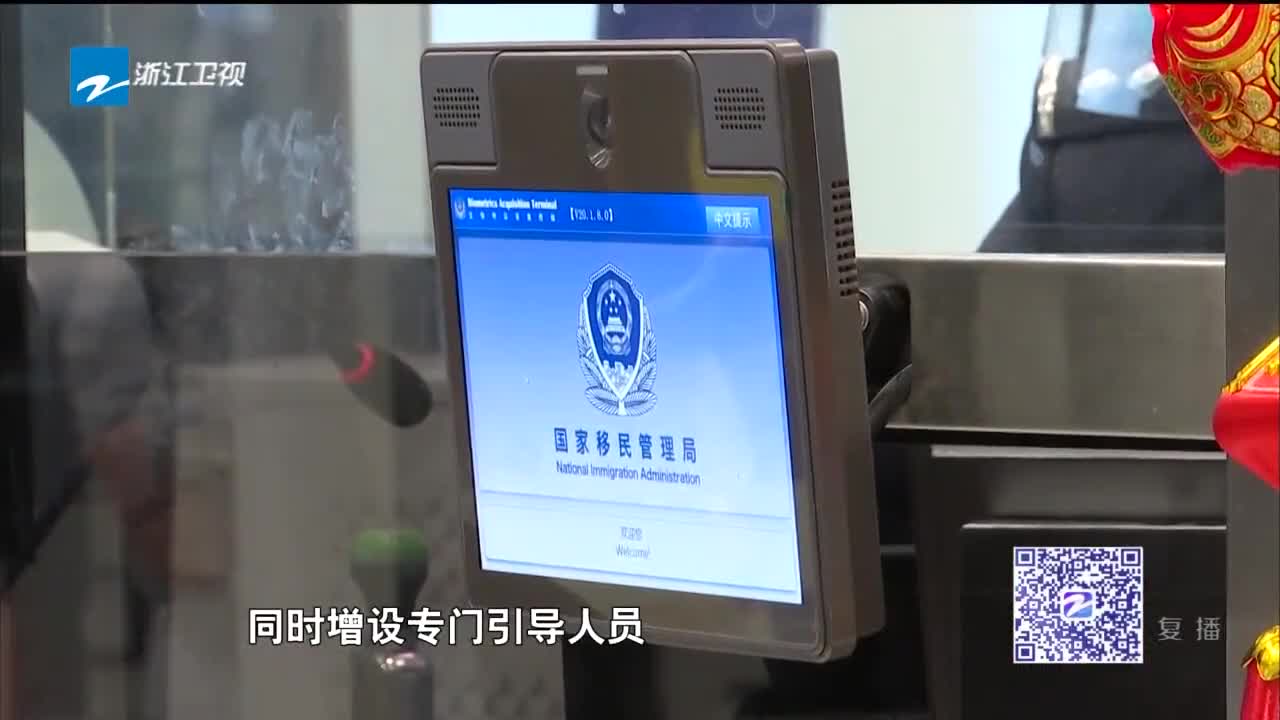 浙江卫视
Biometrics Acquisition Terminal
【V20.1.8.0】
中文提示
国家移民管理局
National Immigration Administration
欢迎您
Welcome!
同时增设专门引导人员
复播